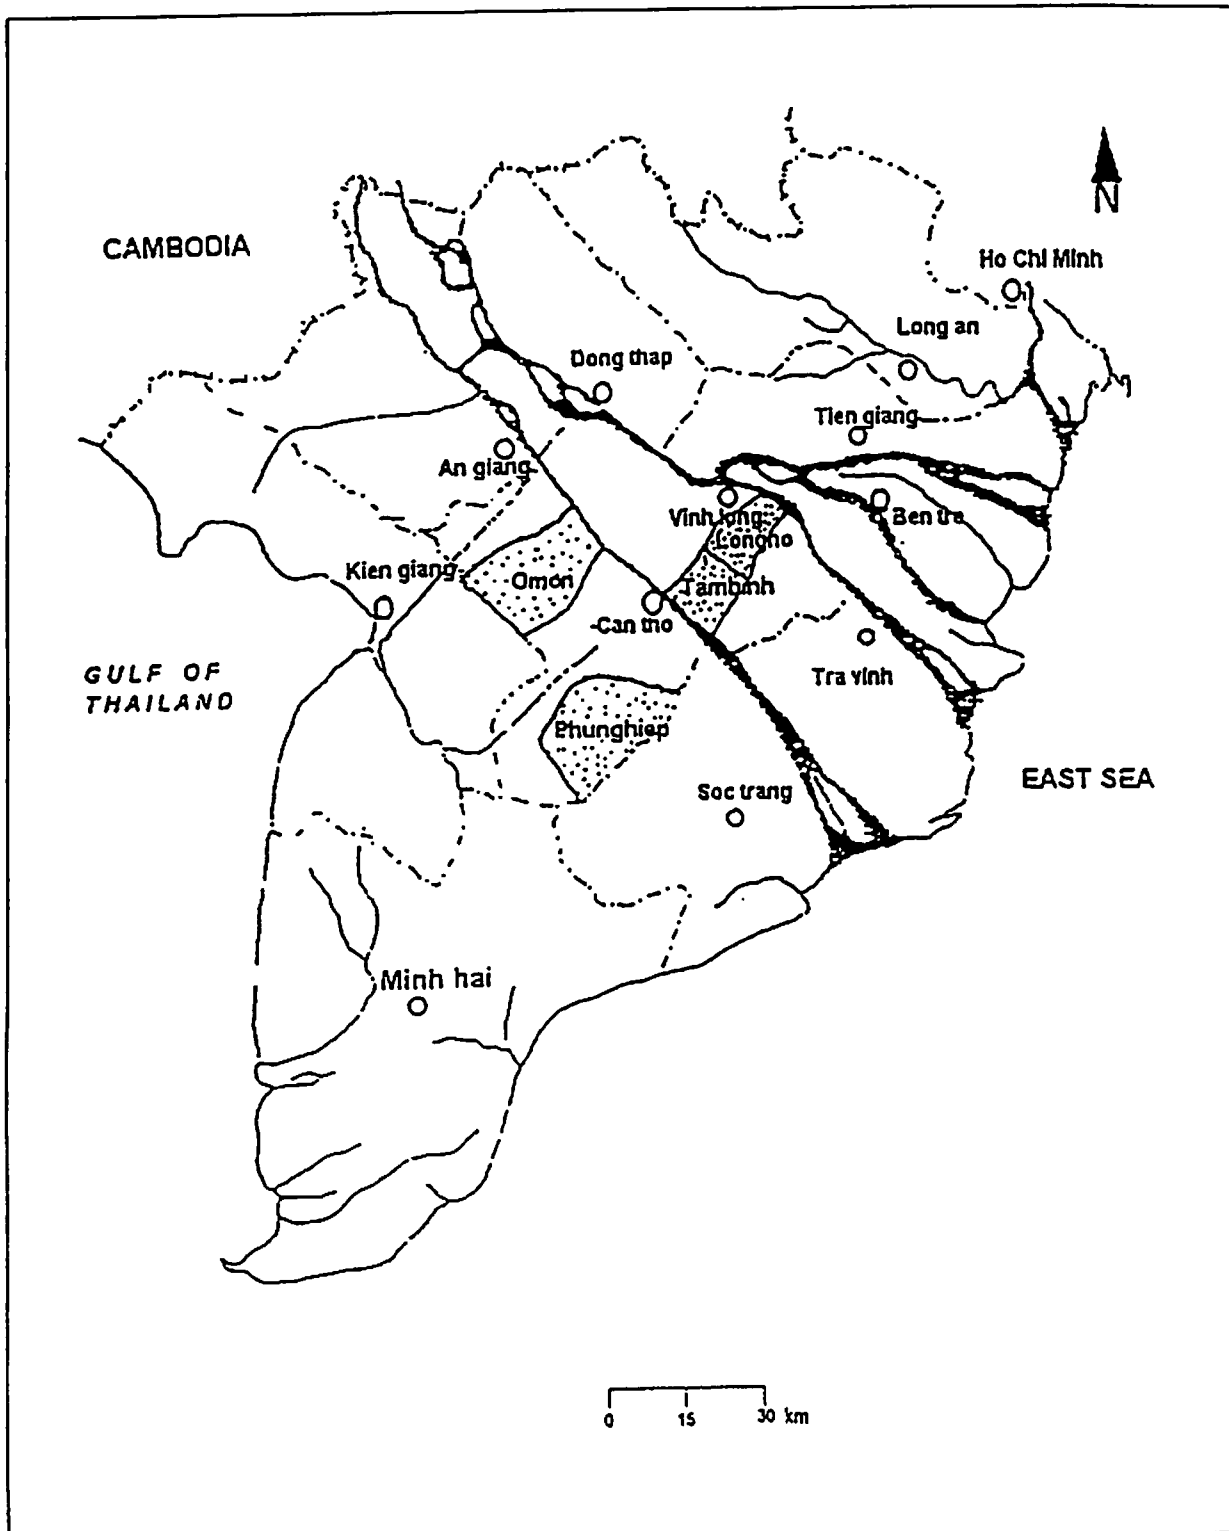 N
CAMBODIA
Ho Chi Minh
Long an
Dong thap
Tien giang
An giang
Vinh long
Ben tre
Longho
Kien giang
Omon
Tambinh
Can tho
GULF OF
THAILAND
Tra vinh
Phunghiep
EAST SEA
Soc trang
Minh hai
0 15 30 km